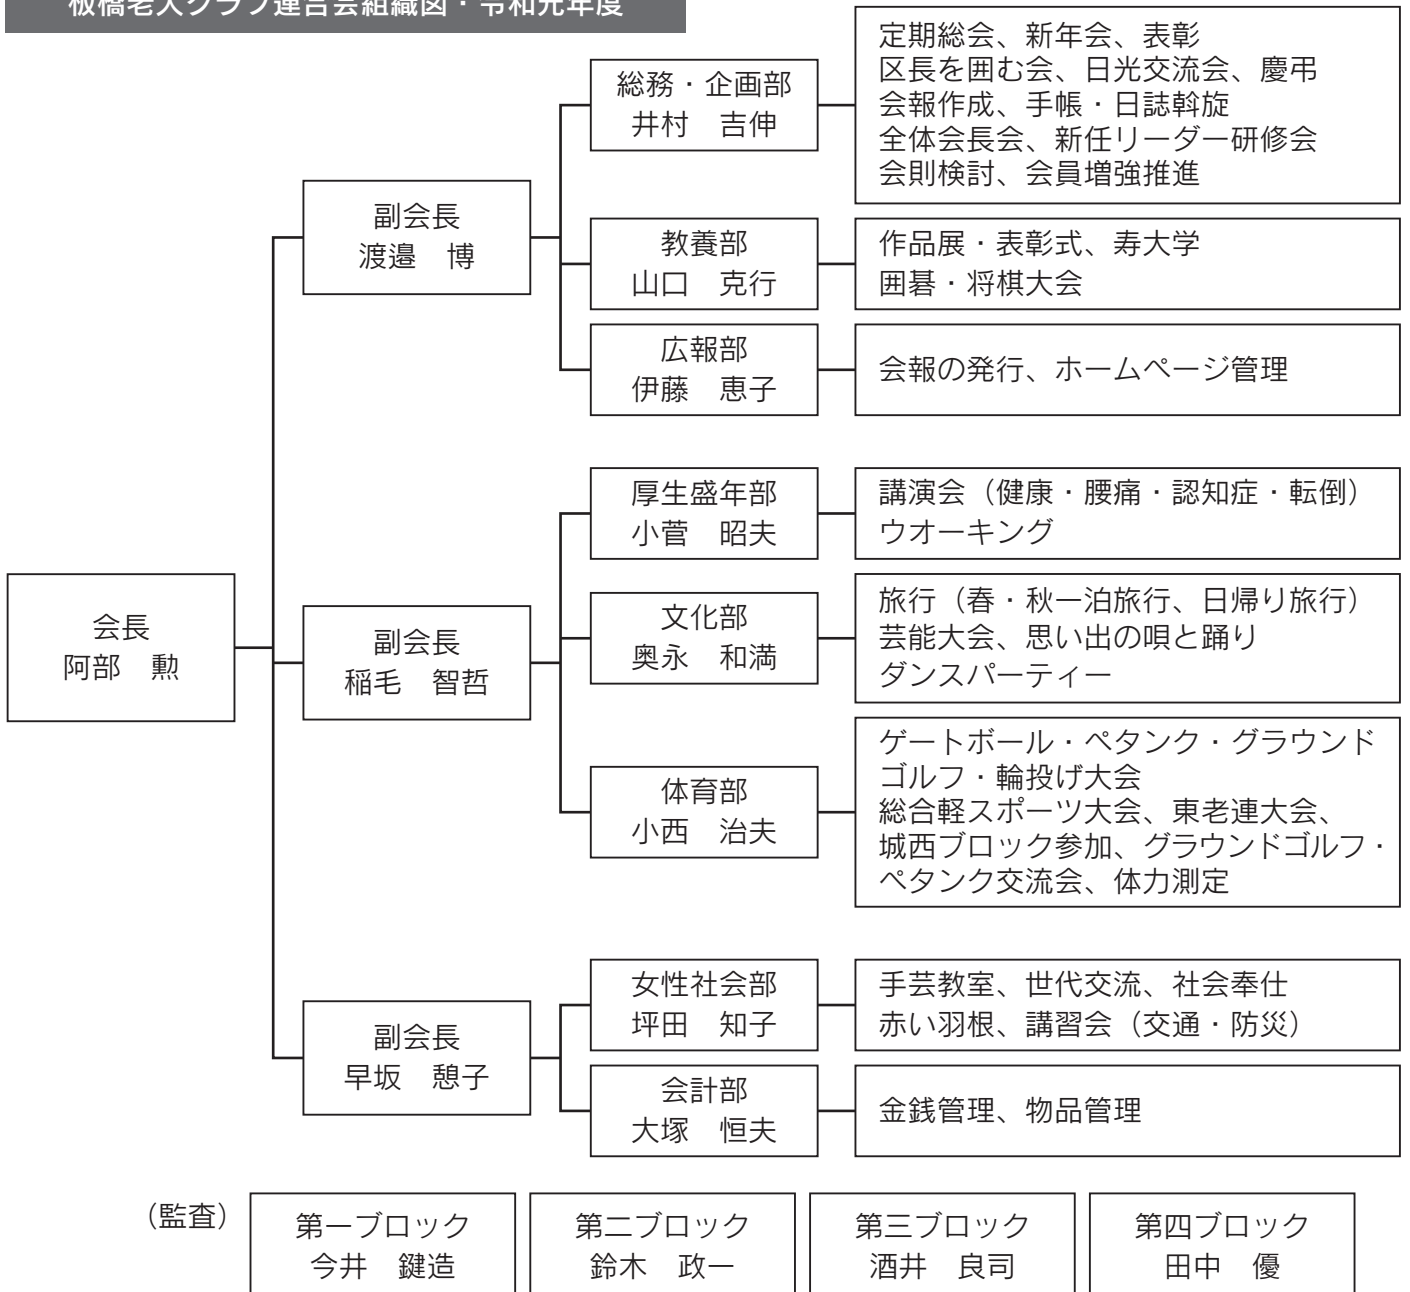 板橋老人クラブ連合会組織図・令和元年度
総務・企画部
井村　吉伸
定期総会、新年会、表彰
区長を囲む会、日光交流会、慶弔
会報作成、手帳・日誌斡旋
全体会長会、新任リーダー研修会
会則検討、会員増強推進
副会長
渡邉　博
教養部
山口　克行
作品展・表彰式、寿大学
囲碁・将棋大会
広報部
伊藤　恵子
会報の発行、ホームページ管理
厚生盛年部
小菅　昭夫
講演会（健康・腰痛・認知症・転倒）
ウオーキング
会長
阿部　勲
副会長
稲毛　智哲
文化部
奥永　和満
旅行（春・秋一泊旅行、日帰り旅行）
芸能大会、思い出の唄と踊り
ダンスパーティー
体育部
小西　治夫
ゲートボール・ペタンク・グラウンド
ゴルフ・輪投げ大会
総合軽スポーツ大会、東老連大会、
城西ブロック参加、グラウンドゴルフ・
ペタンク交流会、体力測定
副会長
早坂　憩子
女性社会部
坪田　知子
手芸教室、世代交流、社会奉仕
赤い羽根、講習会（交通・防災）
会計部
大塚　恒夫
金銭管理、物品管理
（監査）
第一ブロック
今井　鍵造
第二ブロック
鈴木　政一
第三ブロック
酒井　良司
第四ブロック
田中　優